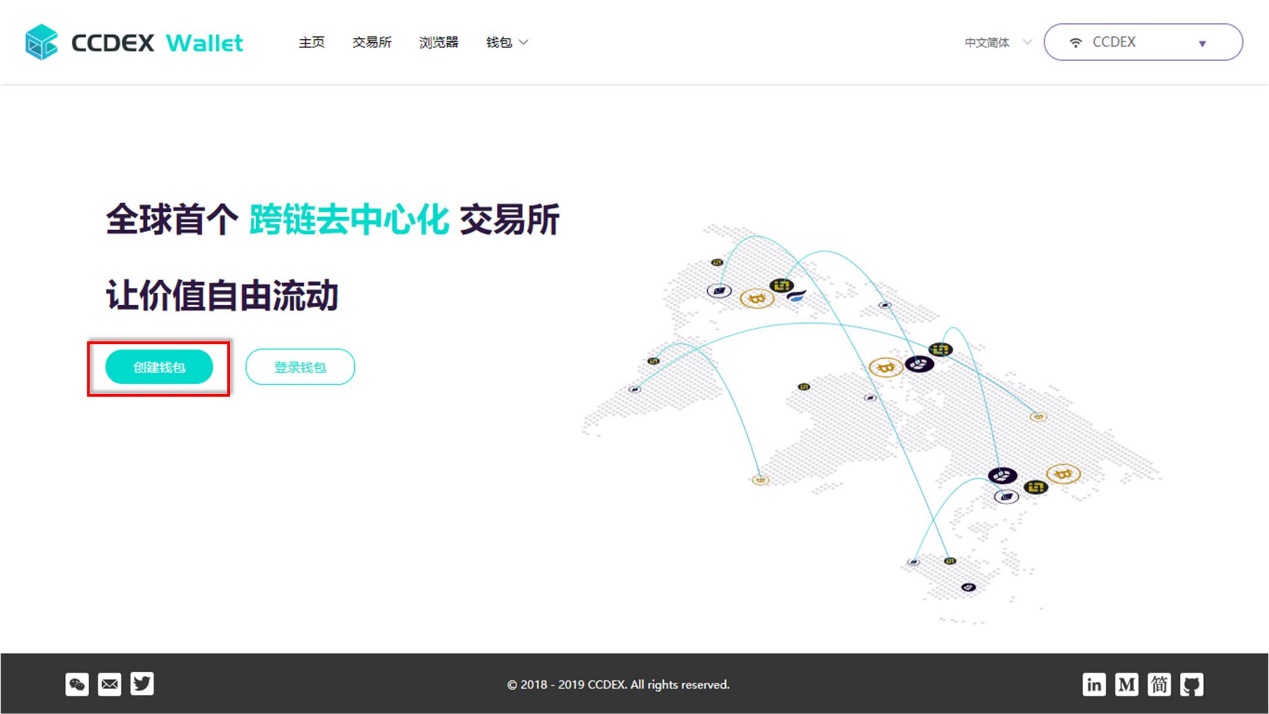 CCDEX Wallet
主页 交易所 浏览器 钱包
中文简体
CCDEX
全球首个 跨链去中心化 交易所
让价值自由流动
创建钱包 登录钱包
© 2018 - 2019 CCDEX. All rights reserved.
in M 简